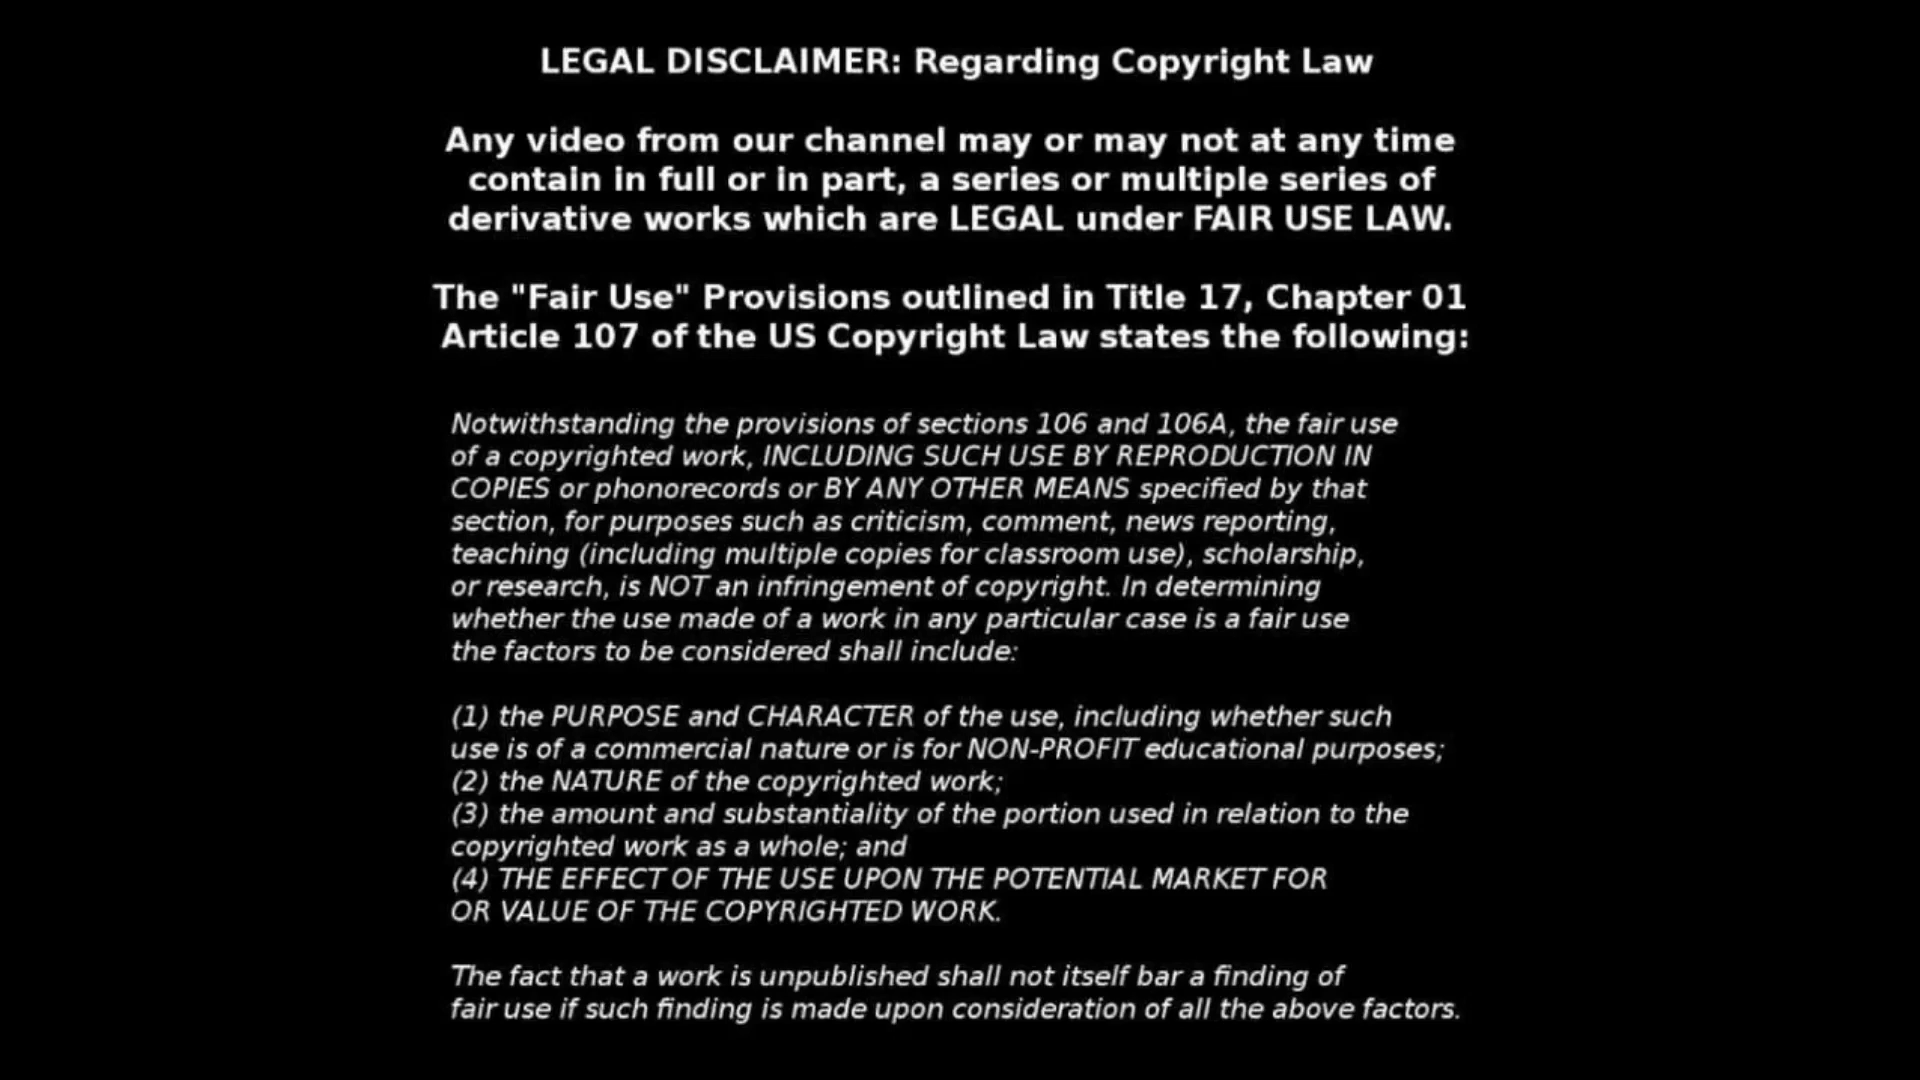 LEGAL DISCLAIMER: Regarding Copyright Law
Any video from our channel may or may not at any time
contain in full or in part, a series or multiple series of
derivative works which are LEGAL under FAIR USE LAW.
The "Fair Use" Provisions outlined in Title 17, Chapter 01
Article 107 of the US Copyright Law states the following:
Notwithstanding the provisions of sections 106 and 106A, the fair use
of a copyrighted work, INCLUDING SUCH USE BY REPRODUCTION IN
COPIES or phonorecords or BY ANY OTHER MEANS specified by that
section, for purposes such as criticism, comment, news reporting,
teaching (including multiple copies for classroom use), scholarship,
or research, is NOT an infringement of copyright. In determining
whether the use made of a work in any particular case is a fair use
the factors to be considered shall include:
(1) the PURPOSE and CHARACTER of the use, including whether such
use is of a commercial nature or is for NON-PROFIT educational purposes;
(2) the NATURE of the copyrighted work;
(3) the amount and substantiality of the portion used in relation to the
copyrighted work as a whole; and
(4) THE EFFECT OF THE USE UPON THE POTENTIAL MARKET FOR
OR VALUE OF THE COPYRIGHTED WORK.
The fact that a work is unpublished shall not itself bar a finding of
fair use if such finding is made upon consideration of all the above factors.